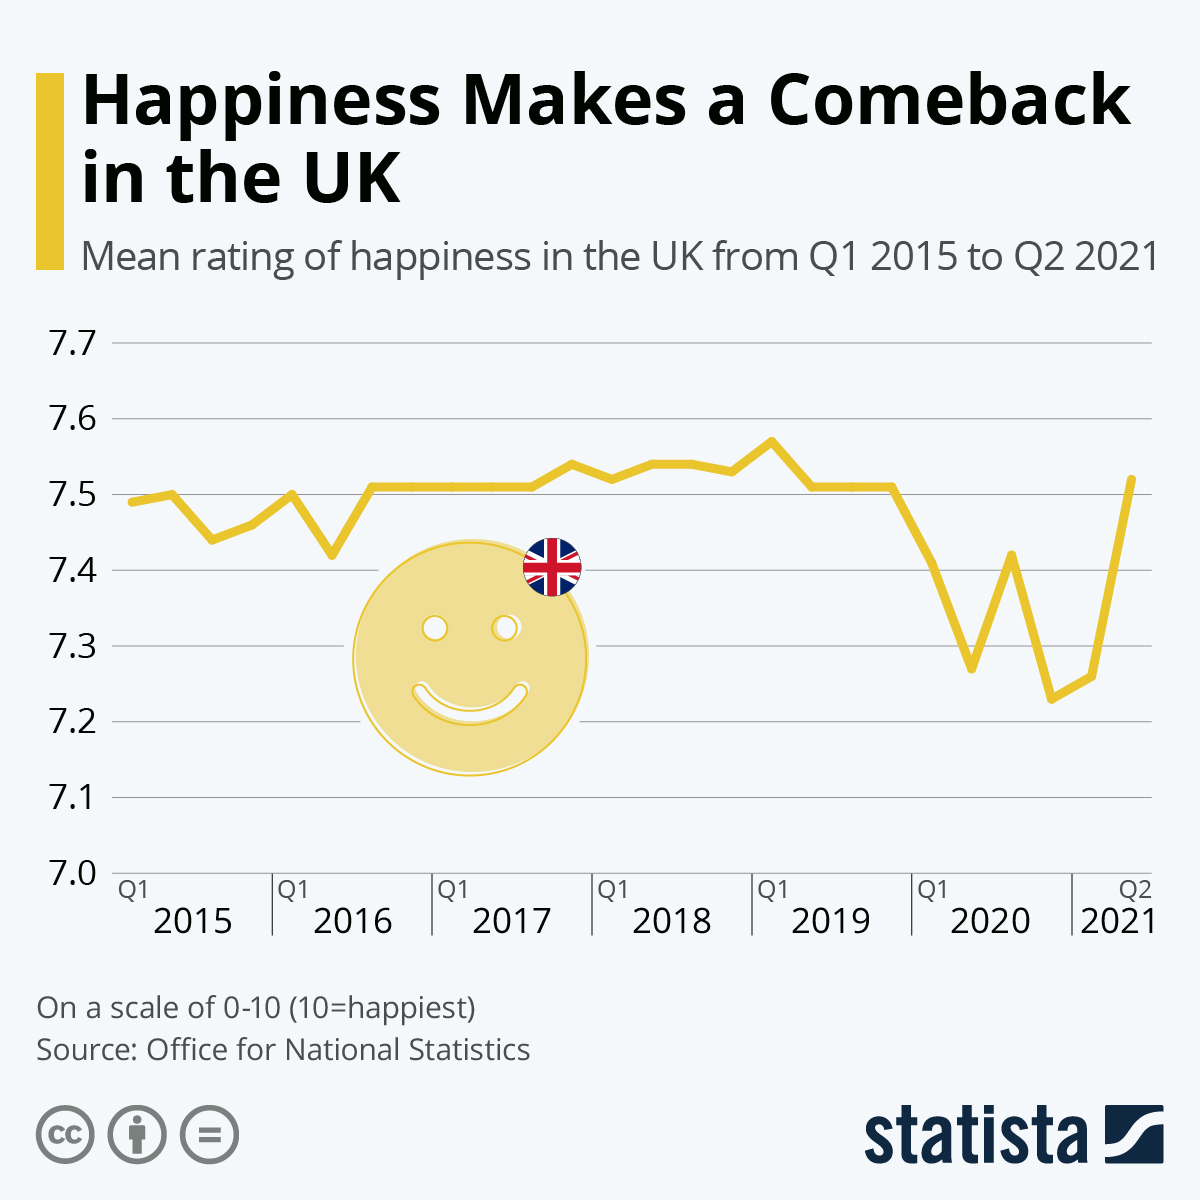 Happiness Makes a Comeback
in the UK
Mean rating of happiness in the UK from Q1 2015 to Q2 2021
7.7
7.6
7.5
7.4
7.3
7.2
7.1
7.0
Q1 Q1 Q1 Q1 Q1 Q1 Q2
2015 2016 2017 2018 2019 2020 2021
On a scale of 0-10 (10=happiest)
Source: Office for National Statistics
cc =
statista